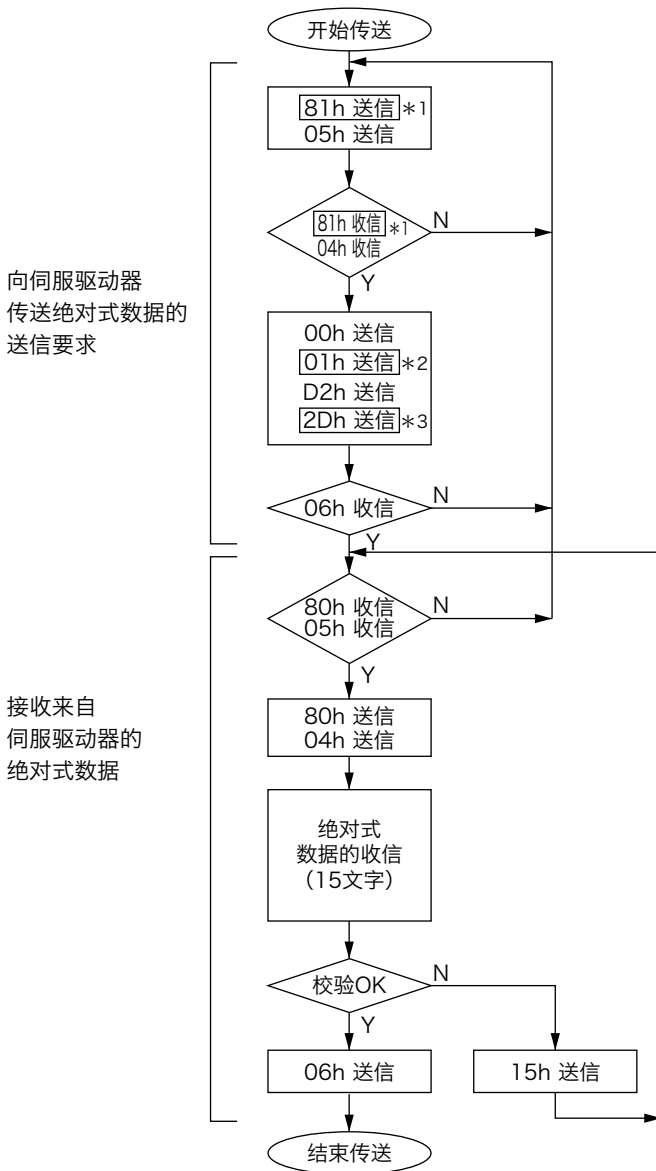 开始传送
81h 送信 *1
05h 送信
81h 收信 *1
04h 收信
N
Y
向伺服驱动器
传送绝对式数据的
送信要求
00h 送信
01h 送信 *2
D2h 送信
2Dh 送信 *3
06h 收信
N
Y
80h 收信
05h 收信
N
Y
接收来自
伺服驱动器的
绝对式数据
80h 送信
04h 送信
绝对式
数据的收信
（15文字）
校验OK
N
Y
06h 送信
15h 送信
结束传送